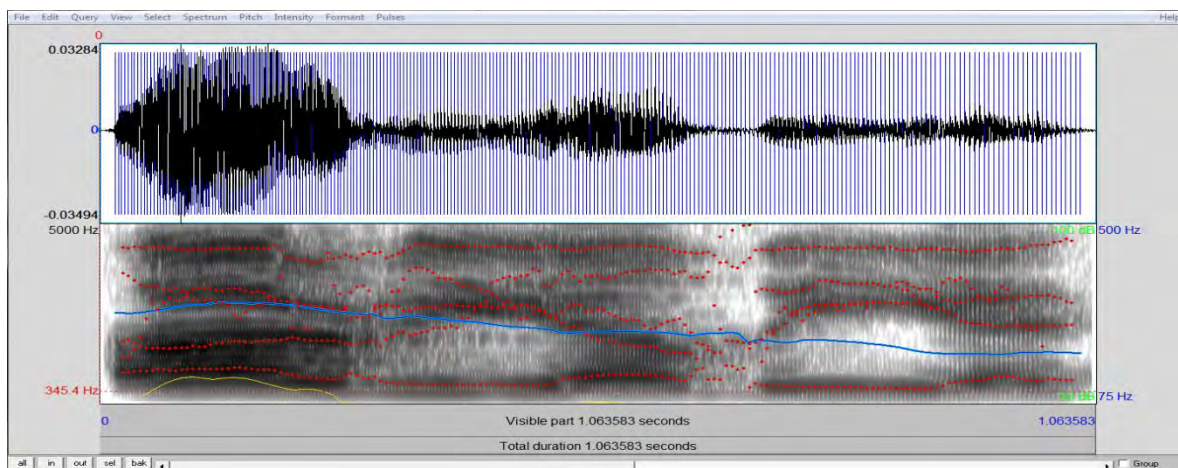 File Edit Query View Select Spectrum Pitch Intensity Formant Pulses Help
0
0.03284
0
-0.03494
5000 Hz 100 dB 500 Hz
345.4 Hz dB 75 Hz
0 Visible part 1.063583 seconds 1.063583
Total duration 1.063583 seconds
all in out sel bak Group